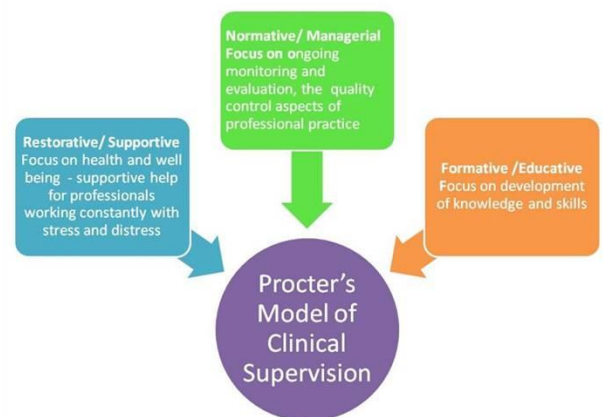 Normative/ Managerial
Focus on ongoing
monitoring and
evaluation, the quality
control aspects of
professional practice
Restorative/ Supportive
Focus on health and well
being - supportive help
for professionals
working constantly with
stress and distress
Formative /Educative
Focus on development
of knowledge and skills
Procter's
Model of
Clinical
Supervision